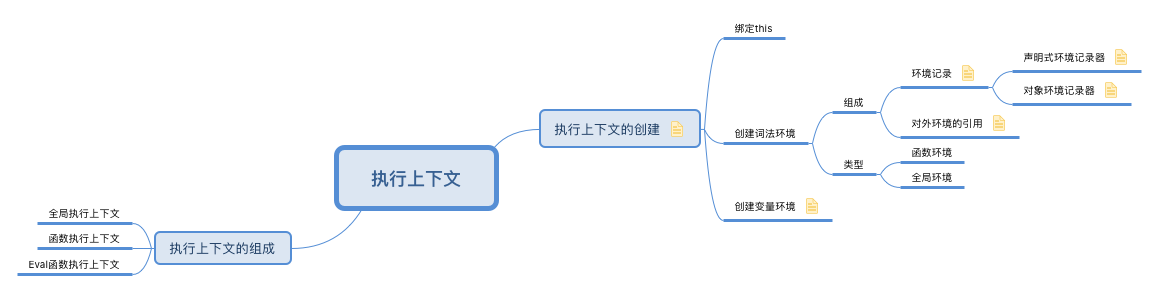 执行上下文
执行上下文的创建
绑定this
创建词法环境
组成
环境记录
声明式环境记录器
对象环境记录器
对外环境的引用
类型
函数环境
全局环境
创建变量环境
执行上下文的组成
全局执行上下文
函数执行上下文
Eval函数执行上下文